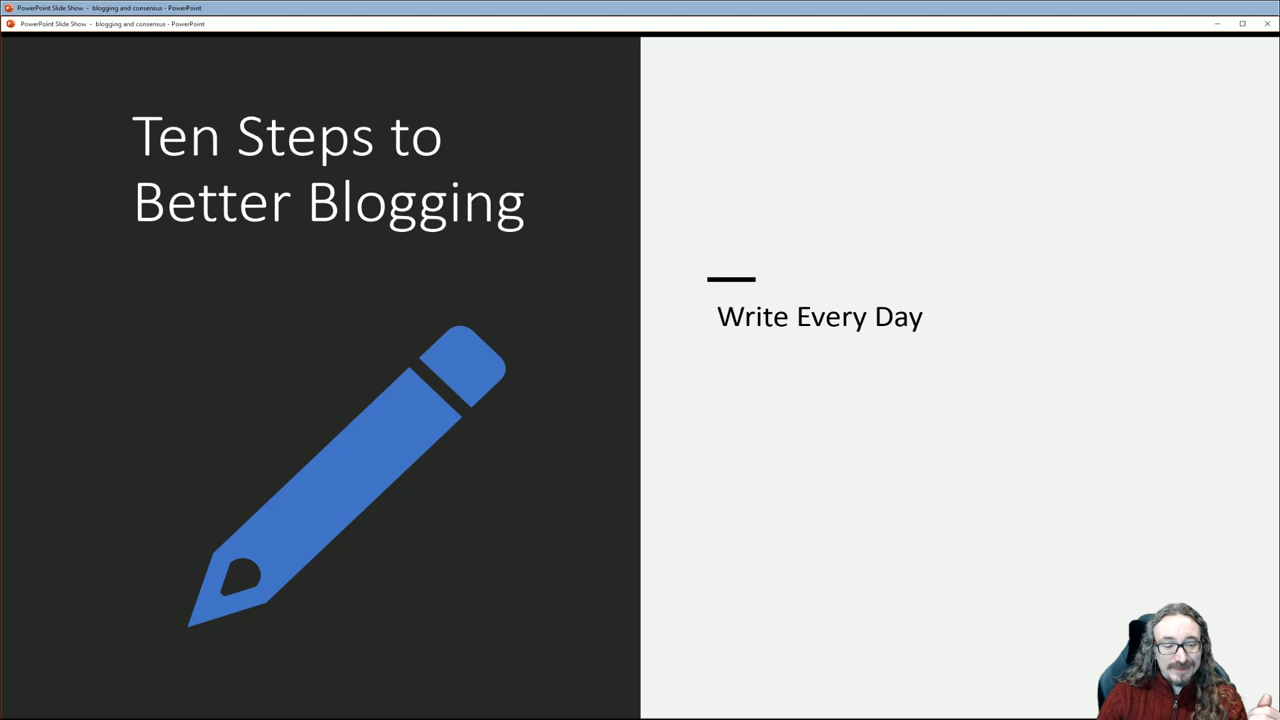 PowerPoint Slide Show - blogging and consensus - PowerPoint
PowerPoint Slide Show - blogging and consensus - PowerPoint
Ten Steps to
Better Blogging
Write Every Day